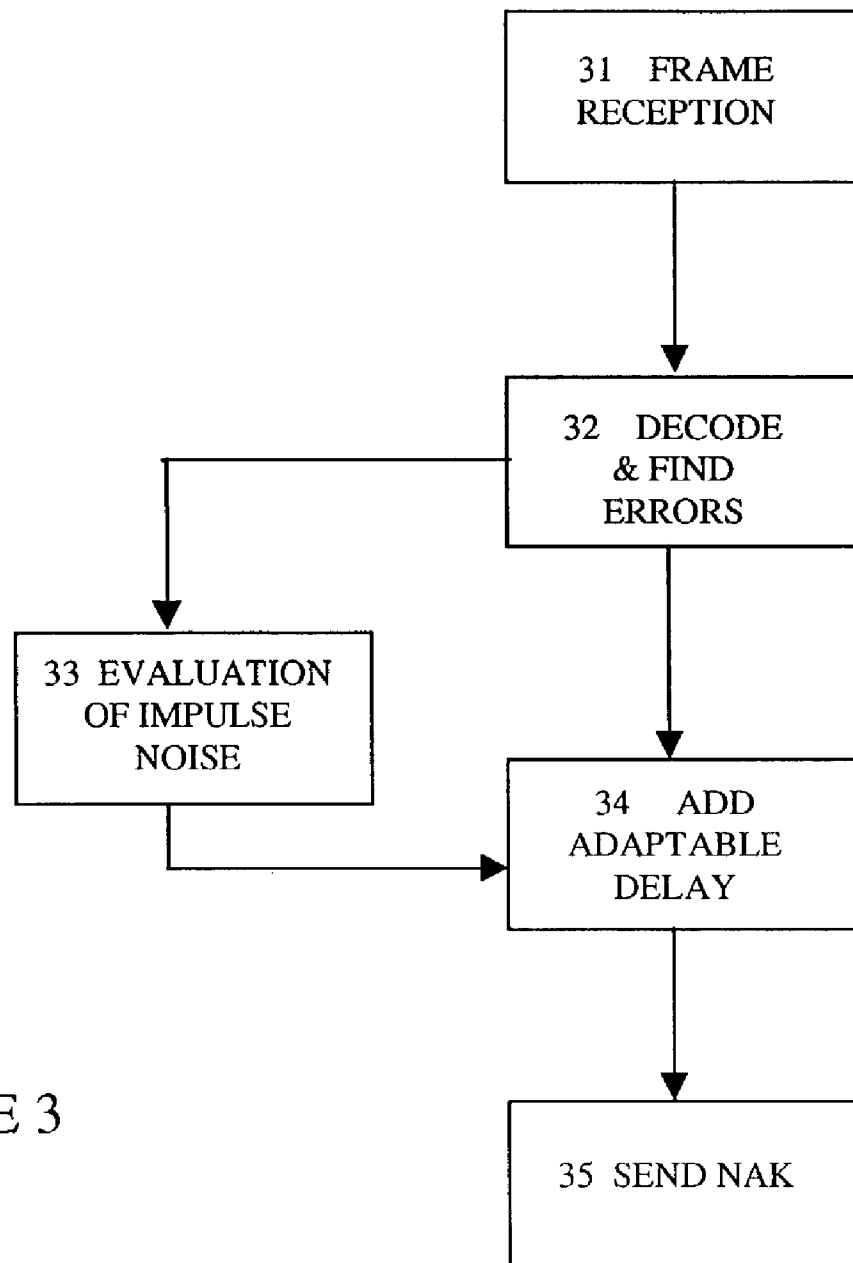 31 FRAME
RECEPTION
32 DECODE
& FIND
ERRORS
33 EVALUATION
OF IMPULSE
NOISE
34 ADD
ADAPTABLE
DELAY
E 3
35 SEND NAK